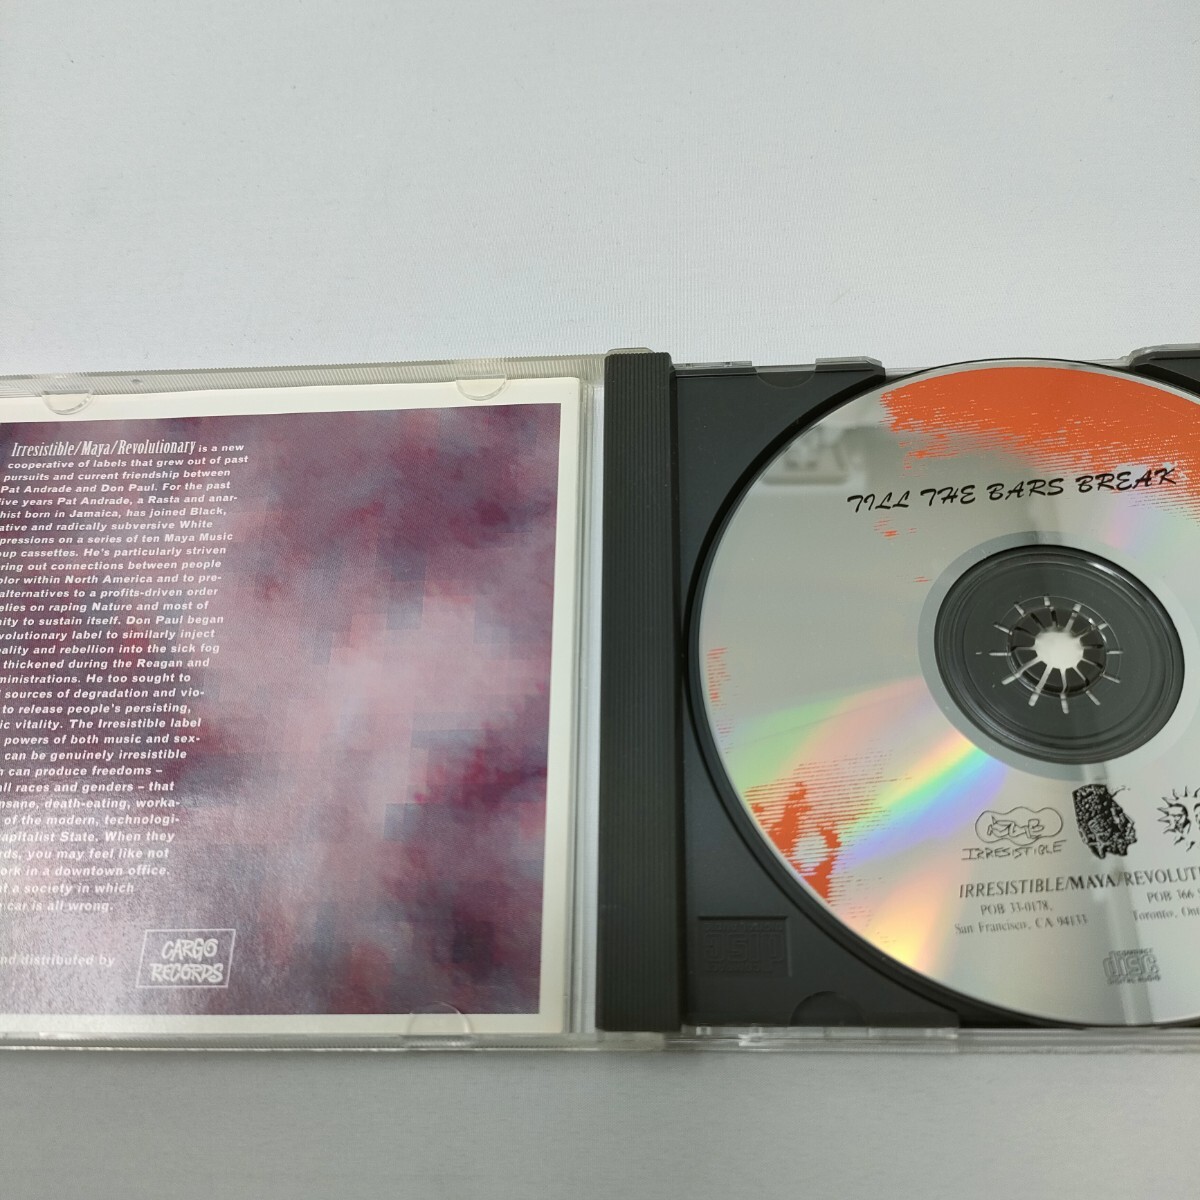 Irresistible/Maya/Revolutionary is a new
cooperative of labels that grew out of past
pursuits and current friendship between
Pat Andrade and Don Paul. For the past
five years Pat Andrade, a Rasta and anar-
chist born in Jamaica, has joined Black,
ative and radically subversive White
pressions on a series of ten Maya Music
oup cassettes. He's particularly striven
ring out connections between people
olor within North America and to pre-
alternatives to a profits-driven order
elies on raping Nature and most of
nity to sustain itself. Don Paul began
volutionary label to similarly inject
eality and rebellion into the sick fog
thickened during the Reagan and
ministrations. He too sought to
sources of degradation and vio-
to release people's persisting,
ic vitality. The Irresistible label
powers of both music and sex-
can be genuinely irresistible
h can produce freedoms –
all races and genders – that
nsane, death-eating, worka-
of the modern, technologi-
apitalist State. When they
ds, you may feel like not
ork in a downtown office.
t a society in which
car is all wrong.
nd distributed by
CARGO
RECORDS
TILL THE BARS BREAK
IRRESISTIBLE
IRRESISTIBLE/MAYA/REVOLUTI
POB 33-0178,
San Francisco, CA 94133
POB 366
Toronto, Ont
COMPACT
disc
DIGITAL AUDIO